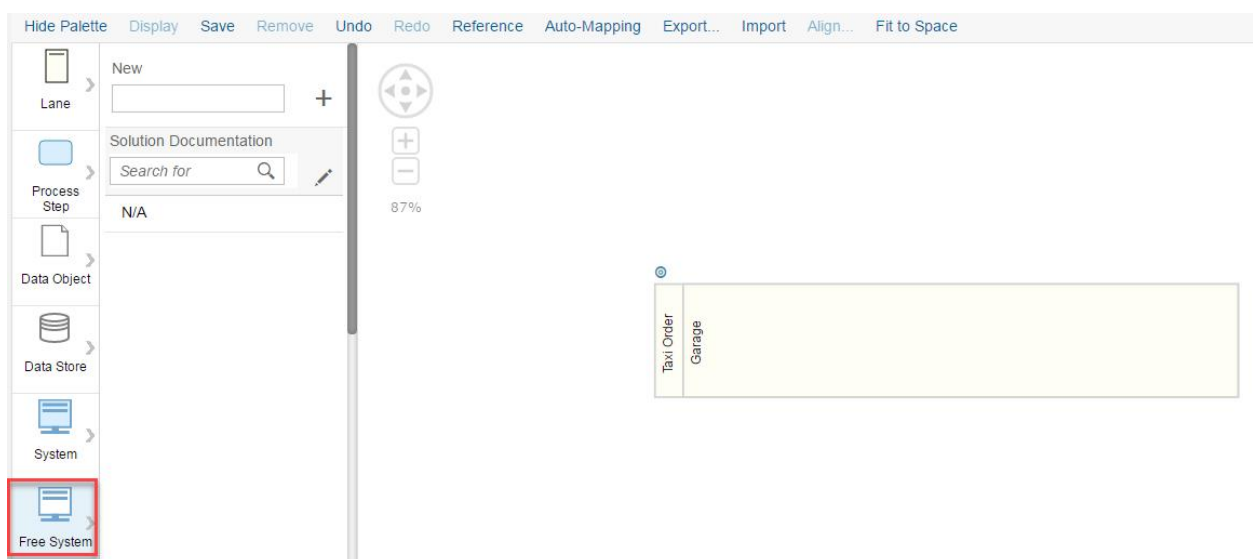 Hide Palette Display Save Remove Undo Redo Reference Auto-Mapping Export... Import Align... Fit to Space
Lane
Process
Step
Data Object
Data Store
System
Free System
New
Solution Documentation
Search for
N/A
87%
Taxi Order
Garage